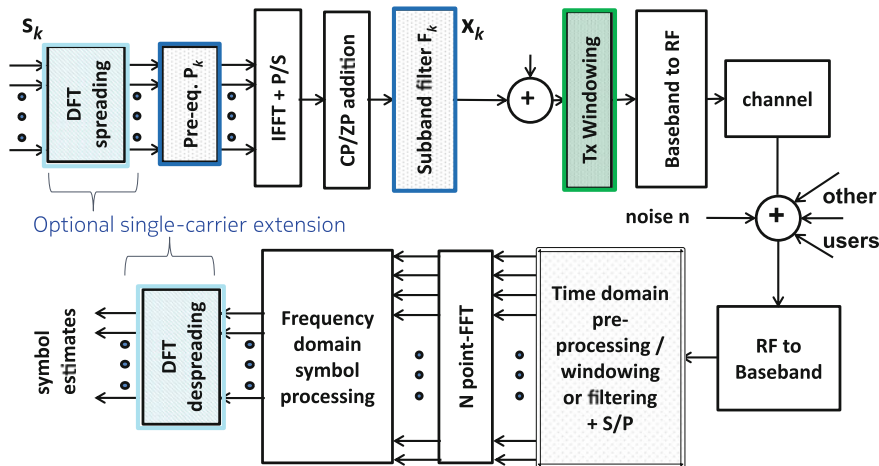 s_k
DFT
spreading
Pre-eq. P_k
IFFT + P/S
CP/ZP addition
Subband filter F_k
x_k
+
Tx Windowing
Baseband to RF
channel
Optional single-carrier extension
noise n
+
other
users
symbol
estimates
DFT
despreading
Frequency
domain
symbol
processing
N point-FFT
Time domain
pre-
processing /
windowing
or filtering
+ S/P
RF to
Baseband